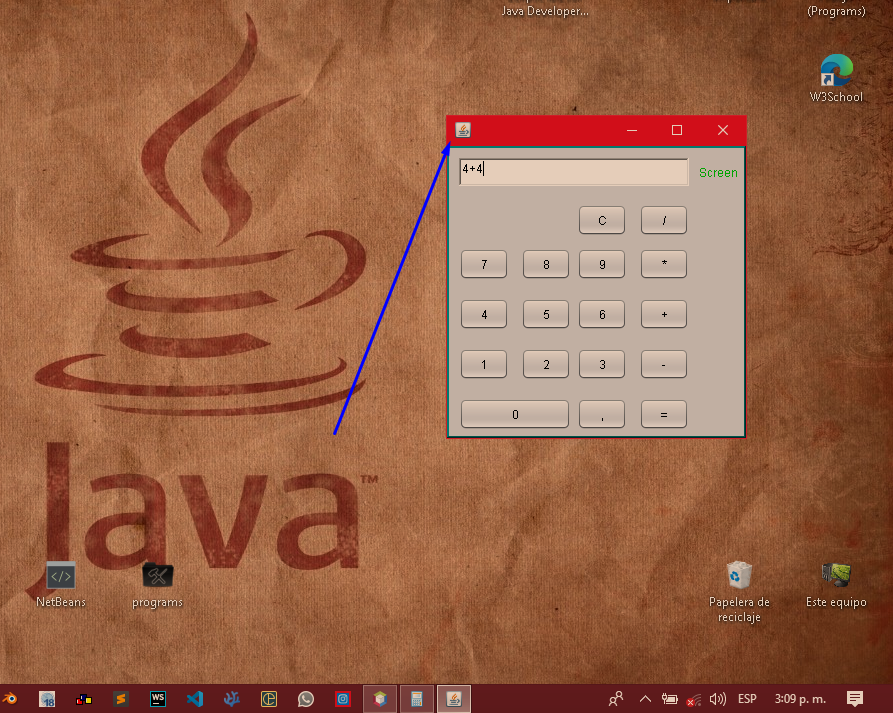 Java Developer...
(Programs)
W3School
4+4
Screen
C /
7 8 9 *
4 5 6 +
1 2 3 -
0 , =
Java™
NetBeans
programs
Papelera de
reciclaje
Este equipo
18
S
WS
ESP
3:09 p. m.